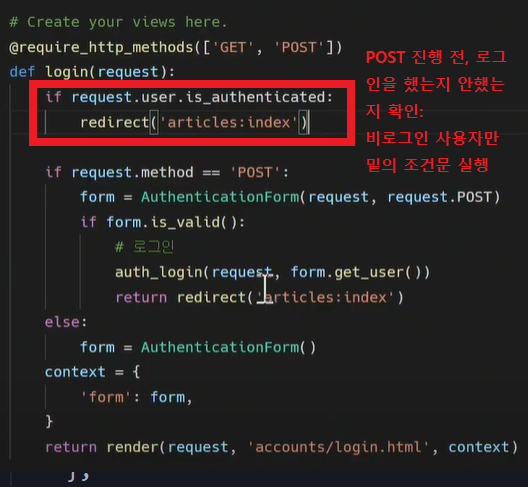 # Create your views here.
@require_http_methods(['GET', 'POST'])
def login(request):
    if request.user.is_authenticated:
        redirect('articles:index')
    if request.method == 'POST':
        form = AuthenticationForm(request, request.POST)
        if form.is_valid():
            # 로그인
            auth_login(request, form.get_user())
            return redirect('articles:index')
    else:
        form = AuthenticationForm()
    context = {
        'form': form,
    }
    return render(request, 'accounts/login.html', context)
POST 진행 전, 로그
인을 했는지 안했는
지 확인:
비로그인 사용자만
밑의 조건문 실행